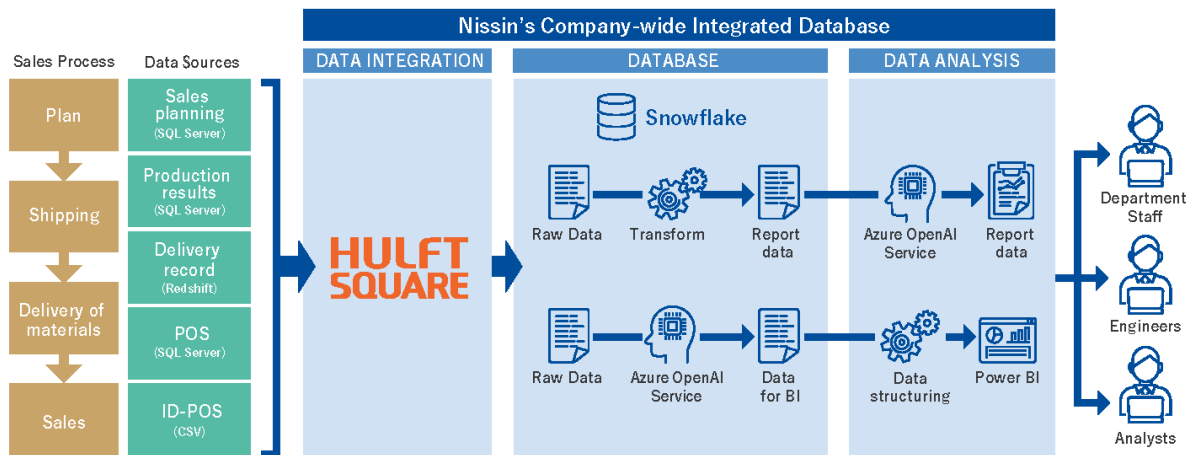 Nissin's Company-wide Integrated Database
Sales Process
Data Sources
DATA INTEGRATION
DATABASE
DATA ANALYSIS
Plan
Shipping
Delivery of
materials
Sales
Sales
planning
(SQL Server)
Production
results
(SQL Server)
Delivery
record
(Redshift)
POS
(SQL Server)
ID-POS
(CSV)
HULFT
SQUARE
Snowflake
Raw Data
Transform
Report
data
Azure OpenAI
Service
Report
data
Raw Data
Azure OpenAI
Service
Data
for BI
Data
structuring
Power BI
Department
Staff
Engineers
Analysts